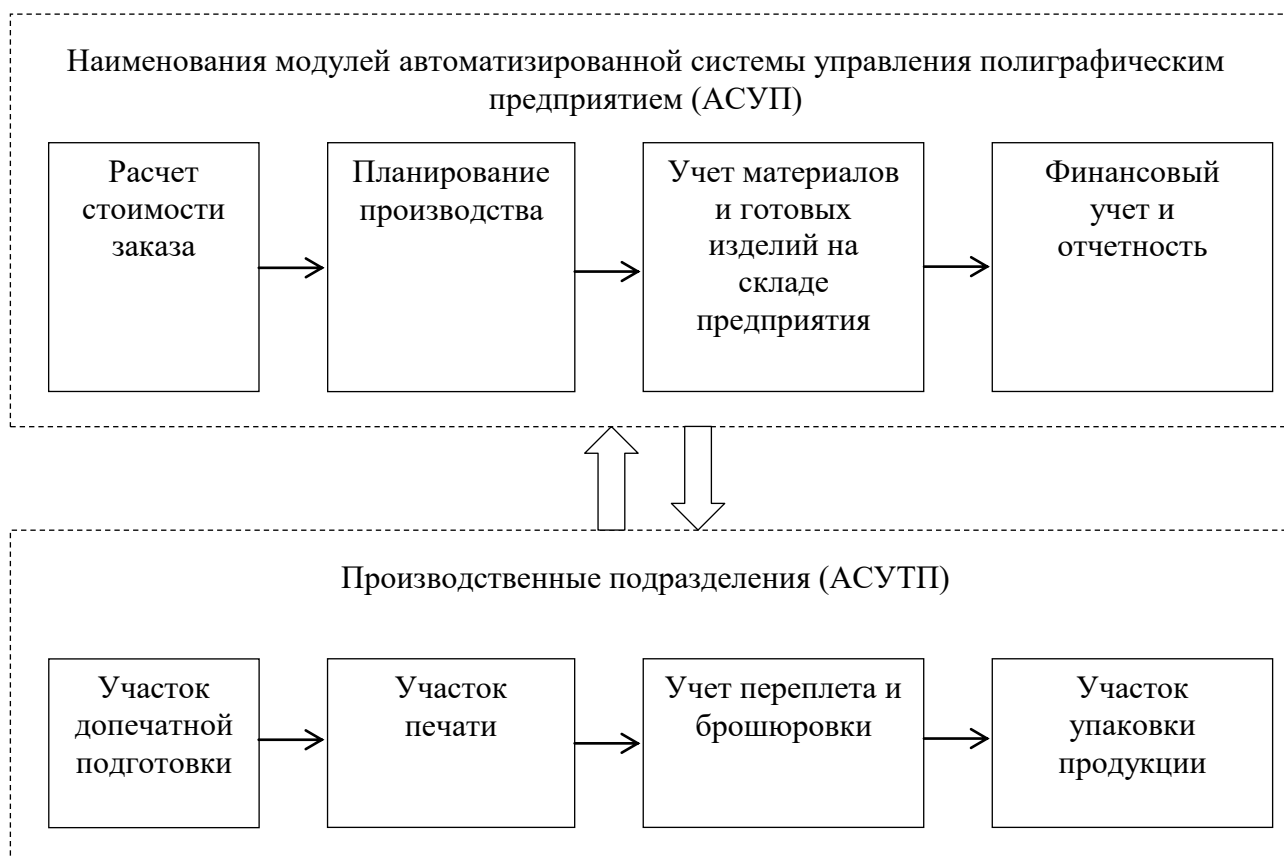 Наименования модулей автоматизированной системы управления полиграфическим
предприятием (АСУП)
Расчет
стоимости
заказа
Планирование
производства
Учет материалов
и готовых
изделий на
складе
предприятия
Финансовый
учет и
отчетность
Производственные подразделения (АСУТП)
Участок
допечатной
подготовки
Участок
печати
Учет переплета и
брошюровки
Участок
упаковки
продукции